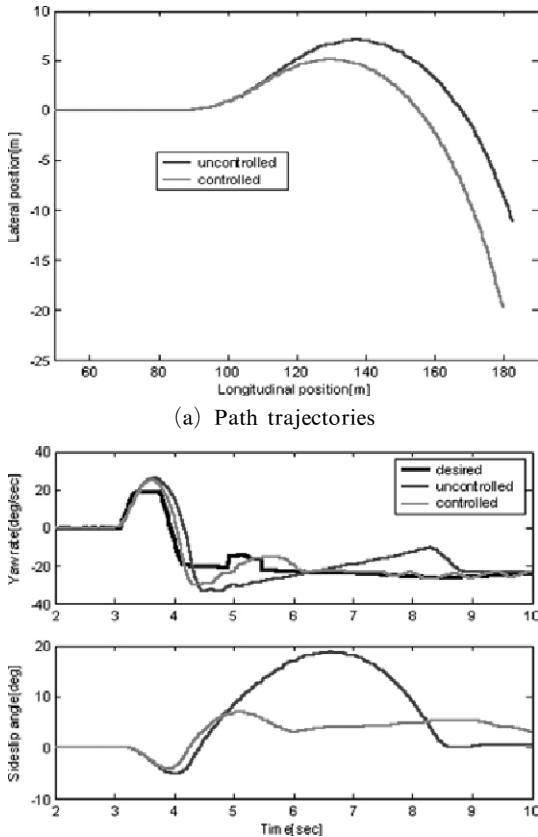 10
5
0
-5
-10
-15
-20
-25
Lateral position[m]
uncontrolled
controlled
60 80 100 120 140 160 180
Longitudinal position[m]
(a) Path trajectories
40
20
0
-20
-40
Yaw rate[deg/sec]
desired
uncontrolled
controlled
2 3 4 5 6 7 8 9 10
20
10
0
-10
Sideslip angle[deg]
2 3 4 5 6 7 8 9 10
Time[sec]